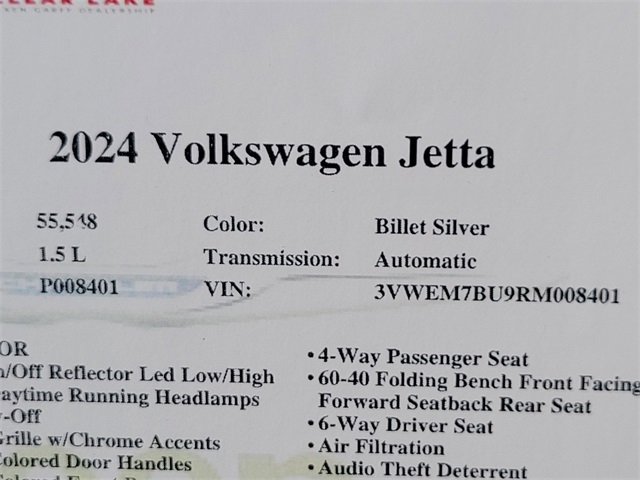 2024 Volkswagen Jetta
55,548 Color: Billet Silver
1.5 L Transmission: Automatic
P008401 VIN: 3VWEM7BU9RM008401
OR
n/Off Reflector Led Low/High
aytime Running Headlamps
-Off
Grille w/Chrome Accents
olored Door Handles
• 4-Way Passenger Seat
• 60-40 Folding Bench Front Facing
Forward Seatback Rear Seat
• 6-Way Driver Seat
• Air Filtration
• Audio Theft Deterrent